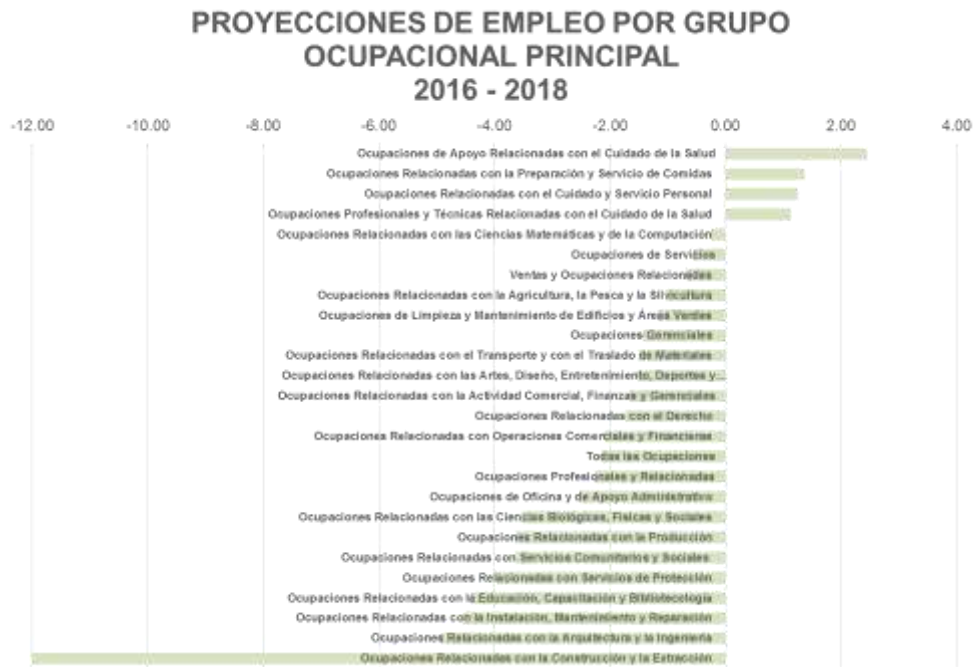 PROYECCIONES DE EMPLEO POR GRUPO
OCUPACIONAL PRINCIPAL
2016 - 2018
-12.00 -10.00 -8.00 -6.00 -4.00 -2.00 0.00 2.00 4.00
Ocupaciones de Apoyo Relacionadas con el Cuidado de la Salud
Ocupaciones Relacionadas con la Preparación y Servicio de Comidas
Ocupaciones Relacionadas con el Cuidado y Servicio Personal
Ocupaciones Profesionales y Técnicas Relacionadas con el Cuidado de la Salud
Ocupaciones Relacionadas con las Ciencias Matemáticas y de la Computación
Ocupaciones de Servicios
Ventas y Ocupaciones Relacionadas
Ocupaciones Relacionadas con la Agricultura, la Pesca y la Silvicultura
Ocupaciones de Limpieza y Mantenimiento de Edificios y Áreas Verdes
Ocupaciones Gerenciales
Ocupaciones Relacionadas con el Transporte y con el Traslado de Materiales
Ocupaciones Relacionadas con las Artes, Diseño, Entretenimiento, Deportes y...
Ocupaciones Relacionadas con la Actividad Comercial, Finanzas y Gerenciales
Ocupaciones Relacionadas con el Derecho
Ocupaciones Relacionadas con Operaciones Comerciales y Financieras
Todas las Ocupaciones
Ocupaciones Profesionales y Relacionadas
Ocupaciones de Oficina y de Apoyo Administrativo
Ocupaciones Relacionadas con las Ciencias Biológicas, Físicas y Sociales
Ocupaciones Relacionadas con la Producción
Ocupaciones Relacionadas con Servicios Comunitarios y Sociales
Ocupaciones Relacionadas con Servicios de Protección
Ocupaciones Relacionadas con la Educación, Capacitación y Bibliotecología
Ocupaciones Relacionadas con la Instalación, Mantenimiento y Reparación
Ocupaciones Relacionadas con la Arquitectura y la Ingeniería
Ocupaciones Relacionadas con la Construcción y la Extracción